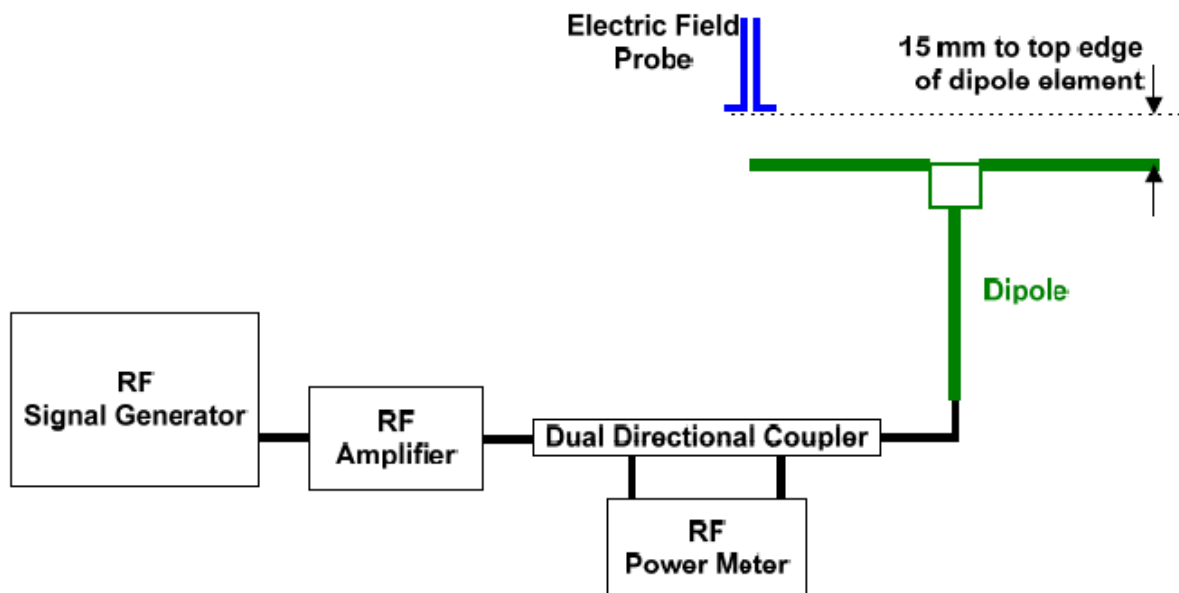 Electric Field
Probe
15 mm to top edge
of dipole element
Dipole
RF
Signal Generator
RF
Amplifier
Dual Directional Coupler
RF
Power Meter